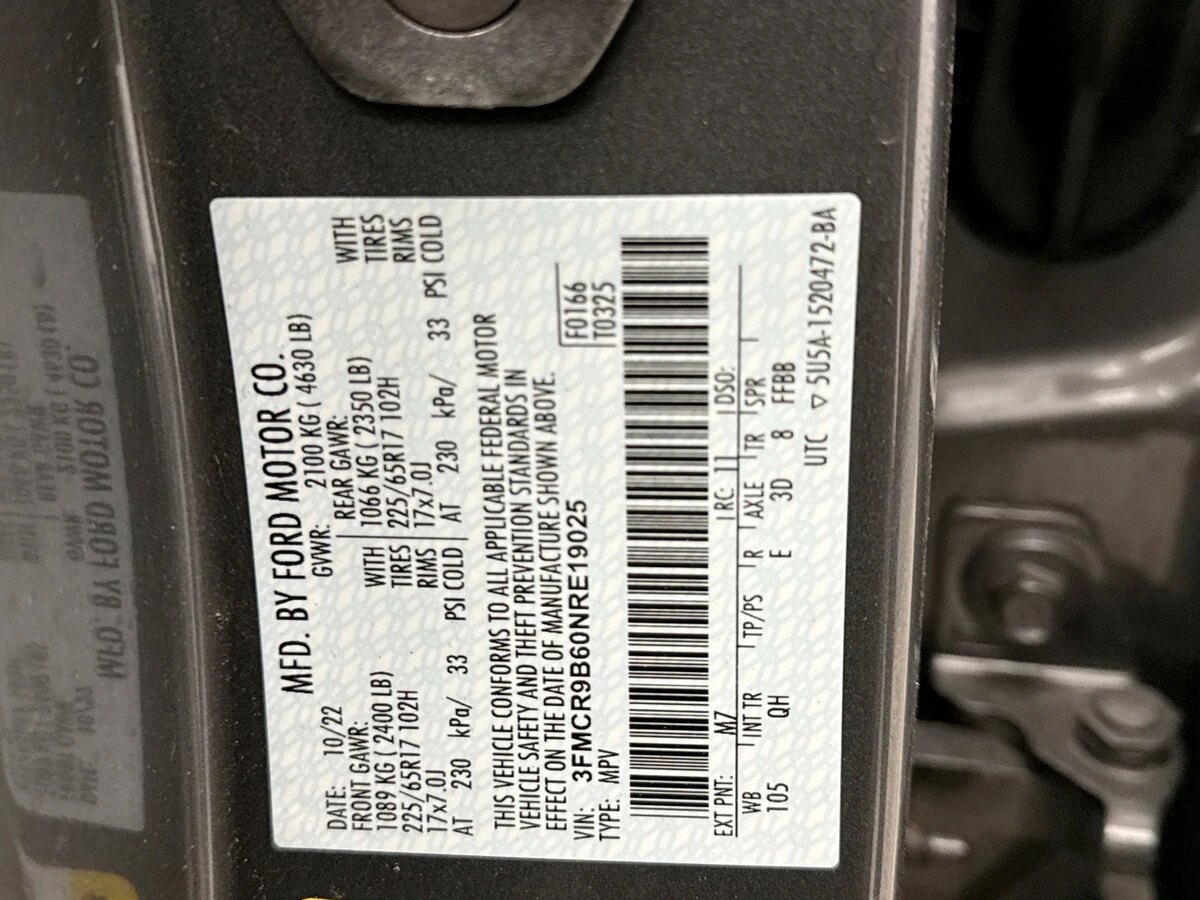 MFD. BY FORD MOTOR CO.
DATE: 10/22 GVWR: 2100 KG ( 4630 LB)
FRONT GAWR: REAR GAWR:
1089 KG ( 2400 LB) WITH 1066 KG ( 2350 LB) WITH
225/65R17 102H TIRES 225/65R17 102H TIRES
17x7.0J RIMS 17x7.0J RIMS
AT 230 kPa/ 33 PSI COLD AT 230 kPa/ 33 PSI COLD
THIS VEHICLE CONFORMS TO ALL APPLICABLE FEDERAL MOTOR
VEHICLE SAFETY AND THEFT PREVENTION STANDARDS IN
EFFECT ON THE DATE OF MANUFACTURE SHOWN ABOVE.
VIN: 3FMCR9B60NRE19025 F0166
TYPE: MPV T0325
EXT PNT: MZ RC: 11 DSO:
WB INT TR TP/PS R AXLE TR SPR
105 QH E 3D 8 FBB
UTC ▽ 5U5A-1520472-BA